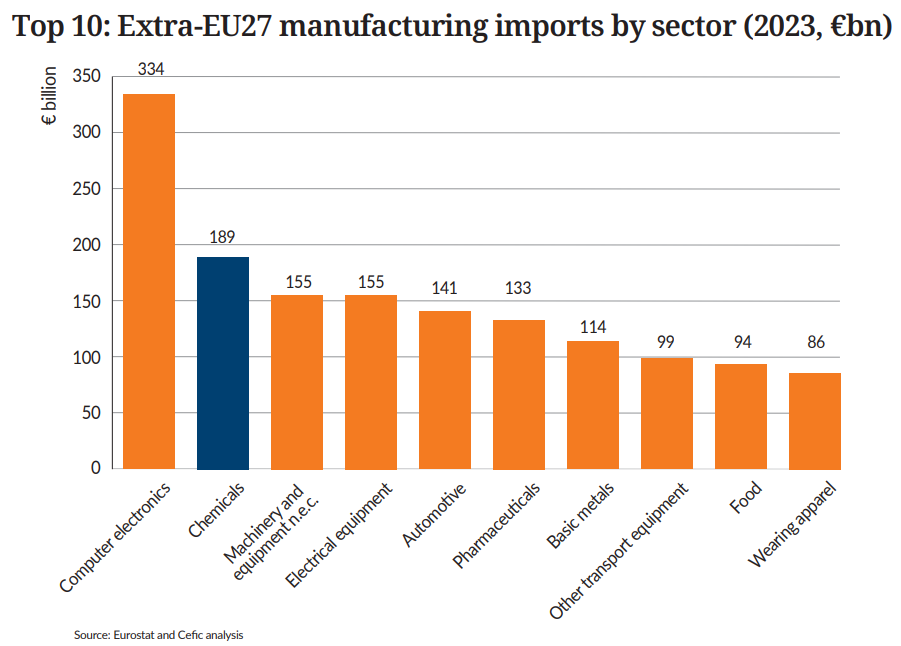 Top 10: Extra-EU27 manufacturing imports by sector (2023, €bn)
€ billion
350
300
250
200
150
100
50
0
334
189
155
155
141
133
114
99
94
86
Computer electronics
Chemicals
Machinery and
equipment n.e.c.
Electrical equipment
Automotive
Pharmaceuticals
Basic metals
Other transport equipment
Food
Wearing apparel
Source: Eurostat and Cefic analysis